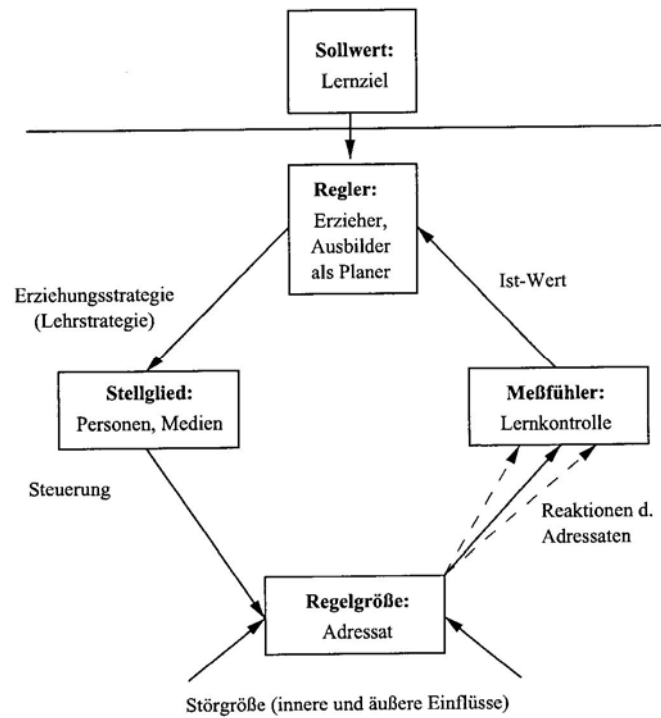 Sollwert:
Lernziel
Regler:
Erzieher,
Ausbilder
als Planer
Erziehungsstrategie
(Lehrstrategie)
Ist-Wert
Stellglied:
Personen, Medien
Meßfühler:
Lernkontrolle
Steuerung
Reaktionen d.
Adressaten
Regelgröße:
Adressat
Störgröße (innere und äußere Einflüsse)